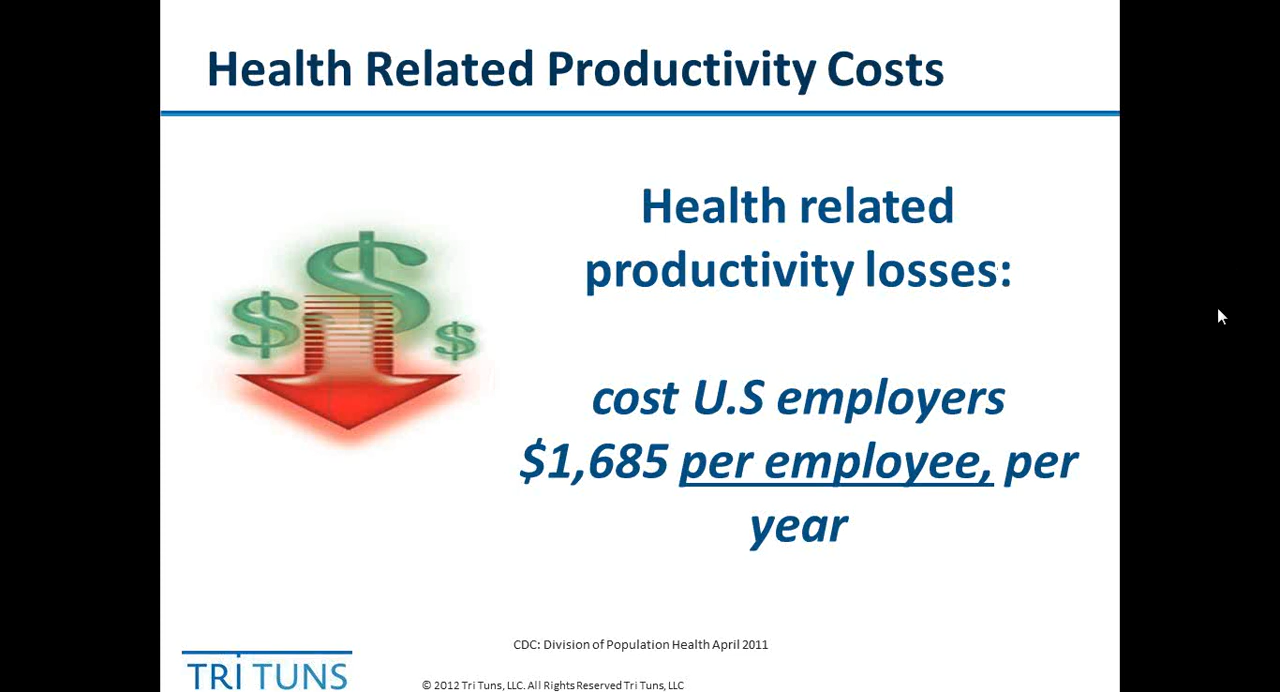 Health Related Productivity Costs
Health related
productivity losses:
cost U.S employers
$1,685 per employee, per
year
$
$
$
CDC: Division of Population Health April 2011
TRi TUNS
© 2012 Tri Tuns, LLC. All Rights Reserved Tri Tuns, LLC